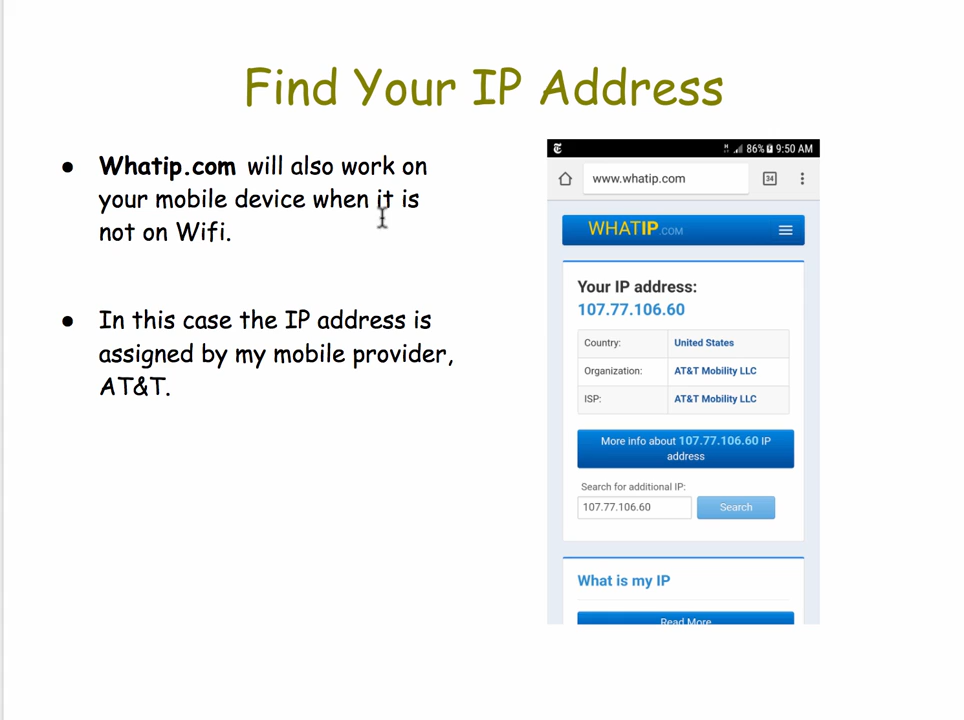 Find Your IP Address
● Whatip.com will also work on
your mobile device when it is
not on Wifi.
● In this case the IP address is
assigned by my mobile provider,
AT&T.
86% 9:50 AM
www.whatip.com
34
WHATIP.COM
Your IP address:
107.77.106.60
Country: United States
Organization: AT&T Mobility LLC
ISP: AT&T Mobility LLC
More info about 107.77.106.60 IP
address
Search for additional IP:
107.77.106.60 Search
What is my IP
Read More